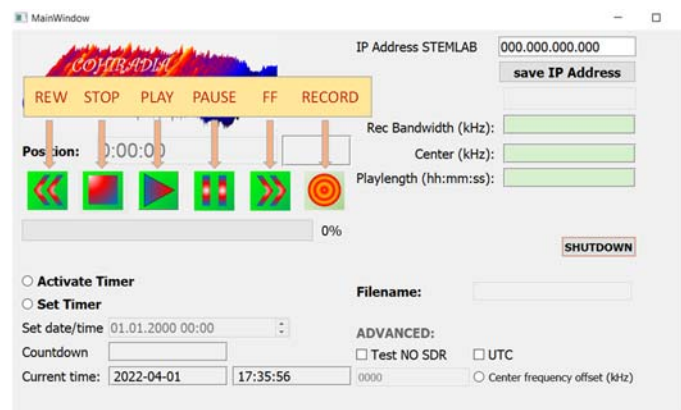 MainWindow
IP Address STEMLAB 000.000.000.000
COHIRADIA
save IP Address
REW STOP PLAY PAUSE FF RECORD
Rec Bandwidth (kHz):
Position: 0:00:00
Center (kHz):
Playlength (hh:mm:ss):
0%
SHUTDOWN
Activate Timer
Filename:
Set Timer
Set date/time 01.01.2000 00:00
ADVANCED:
Countdown
Test NO SDR UTC
Current time: 2022-04-01 17:35:56
0000 Center frequency offset (kHz)